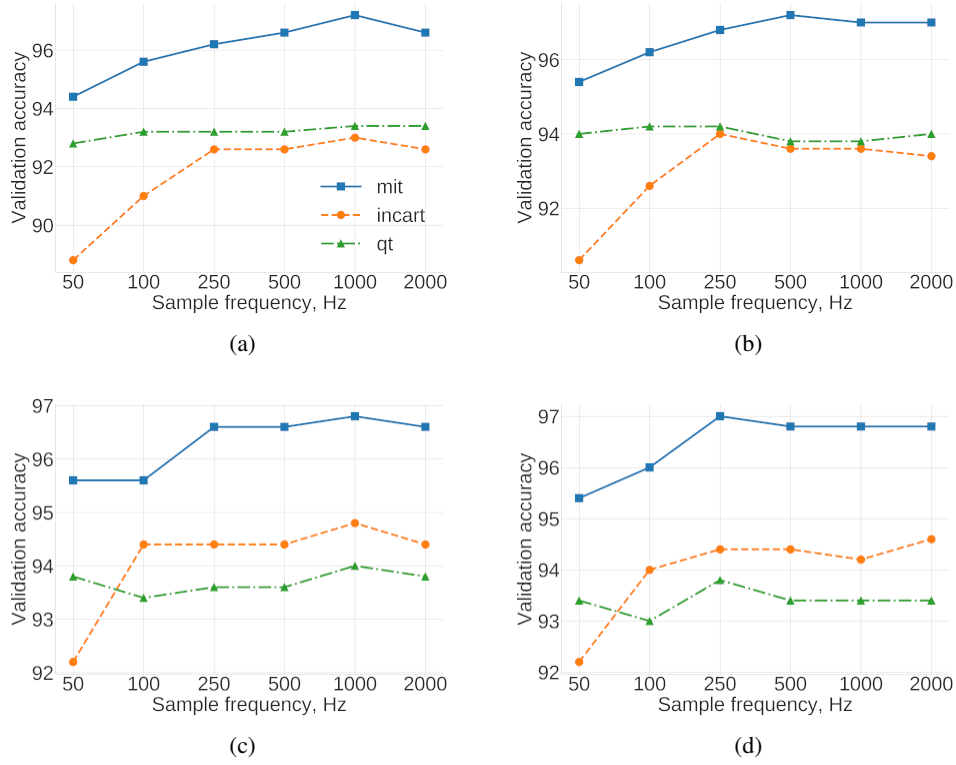 Validation accuracy
96
94
92
90
mit
incart
qt
50 100 250 500 1000 2000
Sample frequency, Hz
(a)
Validation accuracy
96
94
92
50 100 250 500 1000 2000
Sample frequency, Hz
(b)
Validation accuracy
97
96
95
94
93
92
50 100 250 500 1000 2000
Sample frequency, Hz
(c)
Validation accuracy
97
96
95
94
93
92
50 100 250 500 1000 2000
Sample frequency, Hz
(d)